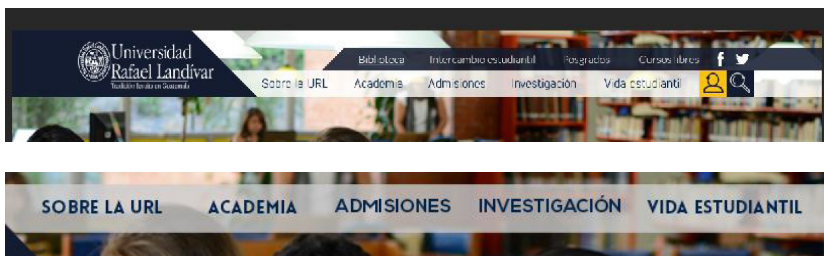 Universidad
Rafael Landívar
Biblioteca Intercambio estudiantil Posgrados Cursos libres
Sobre la URL Academia Admisiones Investigación Vida estudiantil
SOBRE LA URL ACADEMIA ADMISIONES INVESTIGACIÓN VIDA ESTUDIANTIL